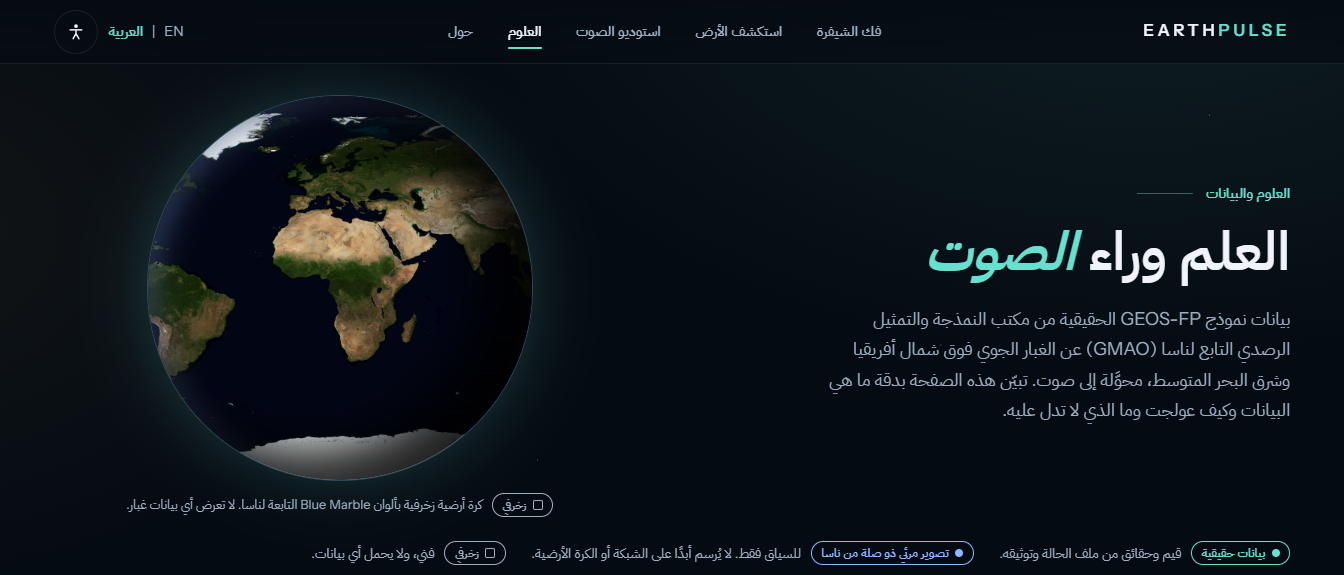 EARTHPULSE
فك الشيفرة
استكشف الأرض
استوديو الصوت
العلوم
حول
العربية | EN
العلوم والبيانات
العلم وراء الصوت
بيانات نموذج GEOS-FP الحقيقية من مكتب النمذجة والتمثيل
الرصدي التابع لناسا (GMAO) عن الغبار الجوي فوق شمال أفريقيا
وشرق البحر المتوسط، محوَّلة إلى صوت. تبيّن هذه الصفحة بدقة ما هي
البيانات وكيف عولجت وما الذي لا تدل عليه.
زخرفي
كرة أرضية زخرفية بألوان Blue Marble التابعة لناسا. لا تعرض أي بيانات غبار.
بيانات حقيقية
قيم وحقائق من ملف الحالة وتوثيقه.
تصوير مرئي ذو صلة من ناسا
للسياق فقط. لا يُرسم أبدًا على الشبكة أو الكرة الأرضية.
زخرفي
فني، ولا يحمل أي بيانات.